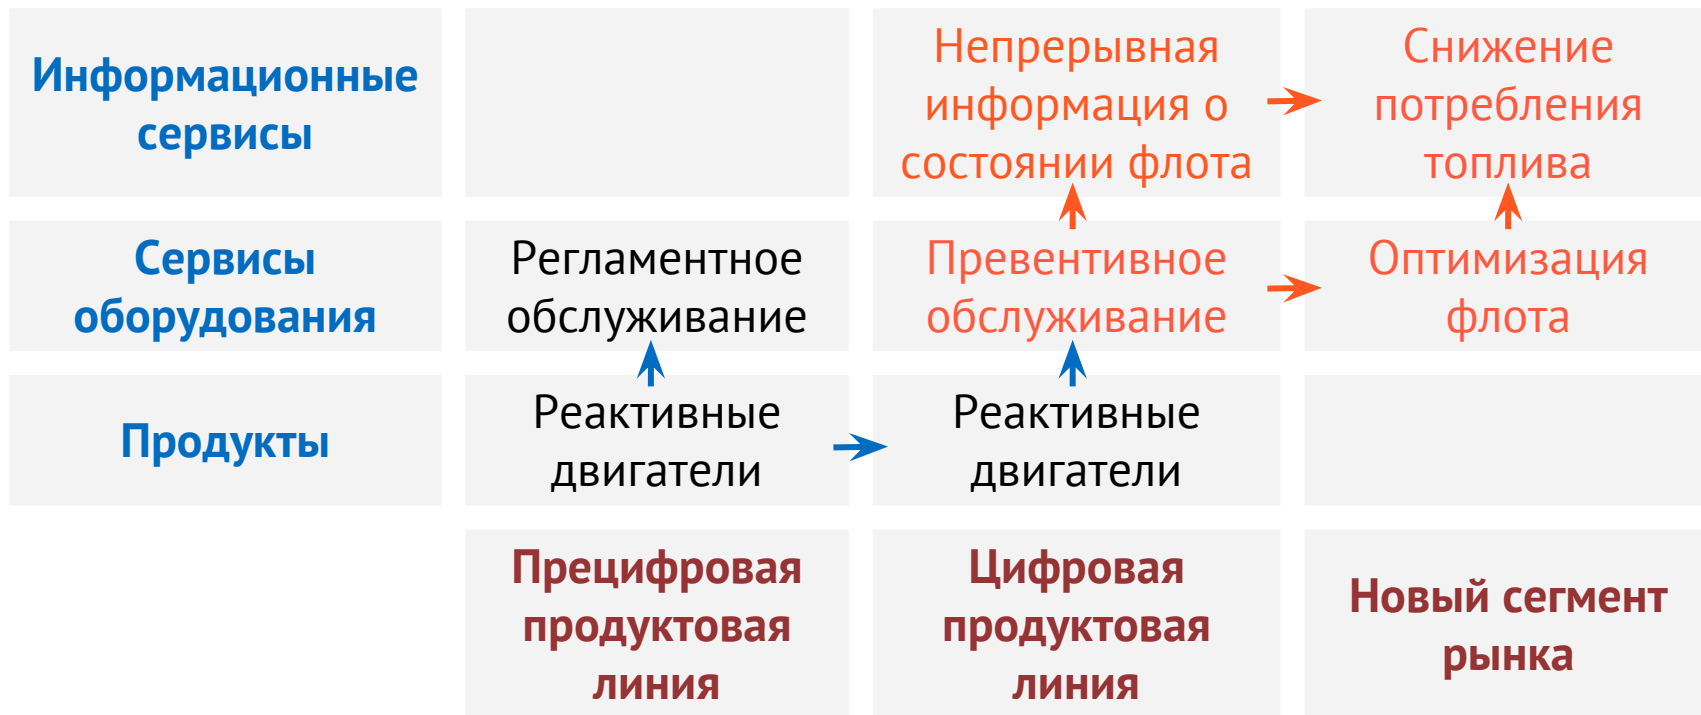 Информационные
сервисы
Непрерывная
информация о
состоянии флота
Снижение
потребления
топлива
Сервисы
оборудования
Регламентное
обслуживание
Превентивное
обслуживание
Оптимизация
флота
Продукты
Реактивные
двигатели
Реактивные
двигатели
Прецифровая
продуктовая
линия
Цифровая
продуктовая
линия
Новый сегмент
рынка